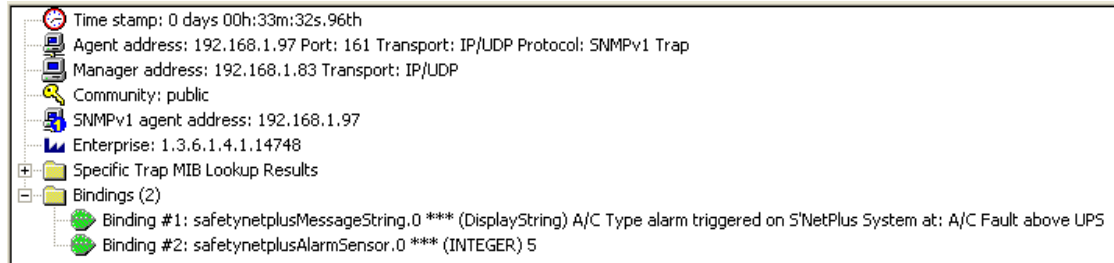 Time stamp: 0 days 00h:33m:32s.96th
Agent address: 192.168.1.97 Port: 161 Transport: IP/UDP Protocol: SNMPv1 Trap
Manager address: 192.168.1.83 Transport: IP/UDP
Community: public
SNMPv1 agent address: 192.168.1.97
Enterprise: 1.3.6.1.4.1.14748
Specific Trap MIB Lookup Results
Bindings (2)
Binding #1: safetynetplusMessageString.0 *** (DisplayString) A/C Type alarm triggered on S'NetPlus System at: A/C Fault above UPS
Binding #2: safetynetplusAlarmSensor.0 *** (INTEGER) 5